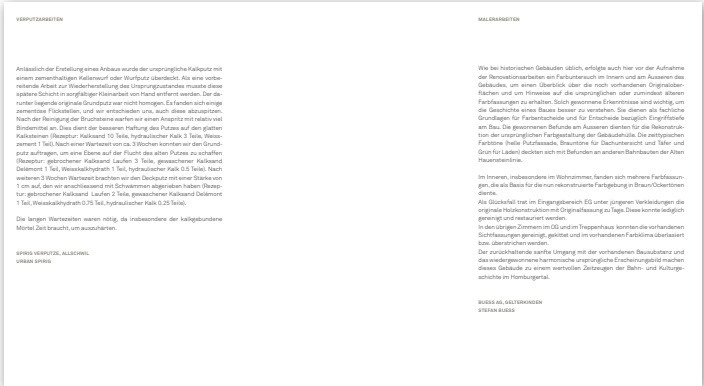 VERPUTZARBEITEN
Anlässlich der Erstellung eines Anbaus wurde der ursprüngliche Kalkputz mit
einem zementhaltigen Kellenwurf oder Wurfputz überdeckt. Als eine vorbe-
reitende Arbeit zur Wiederherstellung des Ursprungzustandes musste diese
spätere Schicht in sorgfältiger Kleinarbeit von Hand entfernt werden. Der da-
runter liegende originale Grundputz war nicht homogen. Es fanden sich einige
zementöse Flickstellen, und wir entschieden uns, auch diese abzuspitzen.
Nach der Reinigung der Bruchsteine warfen wir einen Anspritz mit relativ viel
Bindemittel an. Dies dient der besseren Haftung des Putzes auf den glatten
Kalksteinen (Rezeptur: Kalksand 10 Teile, hydraulischer Kalk 3 Teile, Weiss-
zement 1 Teil). Nach einer Wartezeit von ca. 3 Wochen konnten wir den Grund-
putz auftragen, um eine Ebene auf der Flucht des alten Putzes zu schaffen
(Rezeptur: gebrochener Kalksand Laufen 3 Teile, gewaschener Kalksand
Delémont 1 Teil, Weisskalkhydrath 1 Teil, hydraulischer Kalk 0.5 Teile). Nach
weiteren 3 Wochen Wartezeit brachten wir den Deckputz mit einer Stärke von
1 cm auf, den wir anschliessend mit Schwämmen abgerieben haben (Rezep-
tur: gebrochener Kalksand Laufen 2 Teile, gewaschener Kalksand Delémont
1 Teil, Weisskalkhydrath 0.75 Teil, hydraulischer Kalk 0.25 Teile).
Die langen Wartezeiten waren nötig, da insbesondere der kalkgebundene
Mörtel Zeit braucht, um auszuhärten.
SPIRIG VERPUTZE, ALLSCHWIL
URBAN SPIRIG
MALERARBEITEN
Wie bei historischen Gebäuden üblich, erfolgte auch hier vor der Aufnahme
der Renovationsarbeiten ein Farbuntersuch im Innern und am Äusseren des
Gebäudes, um einen Überblick über die noch vorhandenen Originalober-
flächen und um Hinweise auf die ursprünglichen oder zumindest älteren
Farbfassungen zu erhalten. Solch gewonnene Erkenntnisse sind wichtig, um
die Geschichte eines Baues besser zu verstehen. Sie dienen als fachliche
Grundlagen für Farbentscheide und für Entscheide bezüglich Eingriffstiefe
am Bau. Die gewonnenen Befunde am Äusseren dienten für die Rekonstruk-
tion der ursprünglichen Farbgestaltung der Gebäudehülle. Die zeittypischen
Farbtöne (helle Putzfassade, Brauntöne für Dachuntersicht und Täfer und
Grün für Läden) deckten sich mit Befunden an anderen Bahnbauten der Alten
Hauensteinlinie.
Im Inneren, insbesondere im Wohnzimmer, fanden sich mehrere Farbfassun-
gen, die als Basis für die nun rekonstruierte Farbgebung in Braun/Ockertönen
diente.
Als Glücksfall trat im Eingangsbereich EG unter jüngeren Verkleidungen die
originale Holzkonstruktion mit Originalfassung zu Tage. Diese konnte lediglich
gereinigt und restauriert werden.
In den übrigen Zimmern im OG und im Treppenhaus konnten die vorhandenen
Sichtfassungen gereinigt, gekittet und im vorhandenen Farbklima überlasiert
bzw. überstrichen werden.
Der zurückhaltende sanfte Umgang mit der vorhandenen Bausubstanz und
das wiedergewonnene harmonische ursprüngliche Erscheinungsbild machen
dieses Gebäude zu einem wertvollen Zeitzeugen der Bahn- und Kulturge-
schichte im Homburgertal.
BUESS AG, GELTERKINDEN
STEFAN BUESS